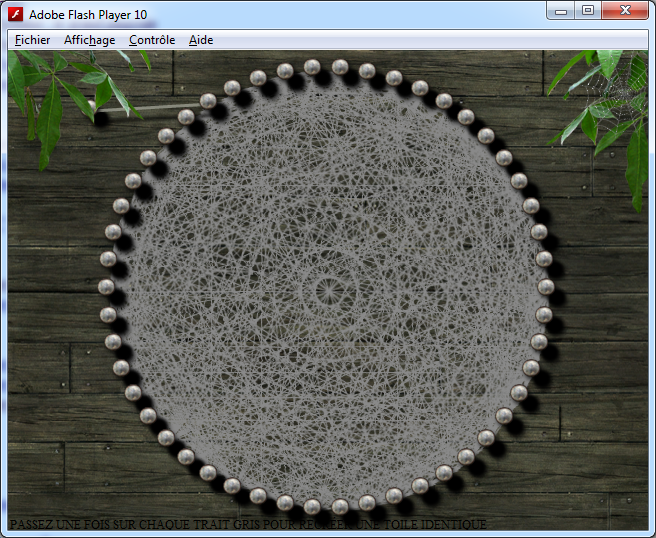 Adobe Flash Player 10
Fichier Affichage Contrôle Aide
PASSEZ UNE FOIS SUR CHAQUE TRAIT GRIS POUR RECRÉER UNE TOILE IDENTIQUE